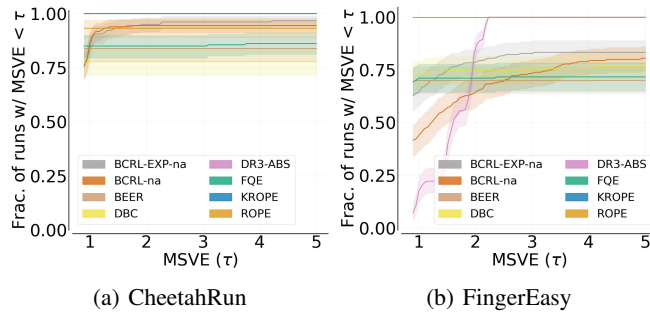 Frac. of runs w/ MSVE < τ
1.00
0.75
0.50
0.25
0.00
BCRL-EXP-na
BCRL-na
BEER
DBC
DR3-ABS
FQE
KROPE
ROPE
1 2 3 4 5
MSVE (τ)
(a) CheetahRun
Frac. of runs w/ MSVE < τ
1.00
0.75
0.50
0.25
0.00
BCRL-EXP-na
BCRL-na
BEER
DBC
DR3-ABS
FQE
KROPE
ROPE
1 2 3 4 5
MSVE (τ)
(b) FingerEasy